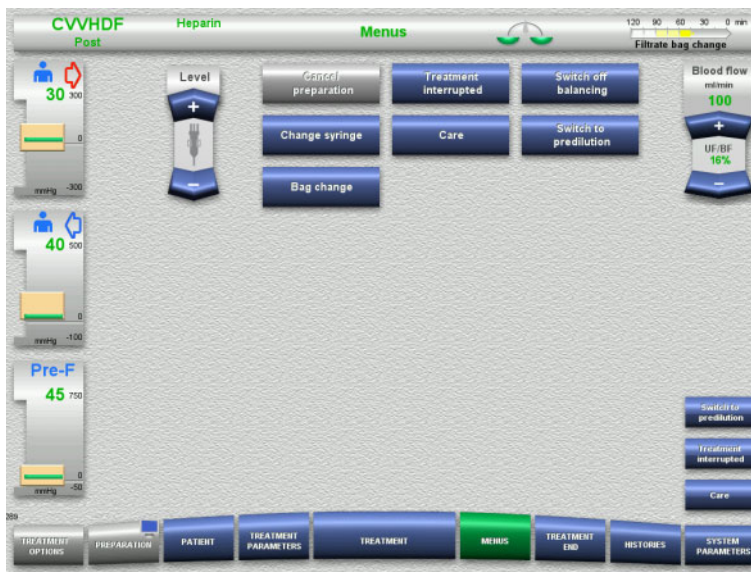 CVVHDF
Heparin
Post
Menus
120 90 60 30 0 min
Filtrate bag change
30 300
0
mmHg -300
Level
+
−
Cancel
preparation
Treatment
interrupted
Switch off
balancing
Change syringe
Care
Switch to
predilution
Bag change
Blood flow
ml/min
100
+
UF/BF
16%
−
40 500
0
mmHg -100
Pre-F
45 750
0
mmHg -50
Switch to
predilution
Treatment
interrupted
Care
TREATMENT
OPTIONS
PREPARATION
PATIENT
TREATMENT
PARAMETERS
TREATMENT
MENUS
TREATMENT
END
HISTORIES
SYSTEM
PARAMETERS